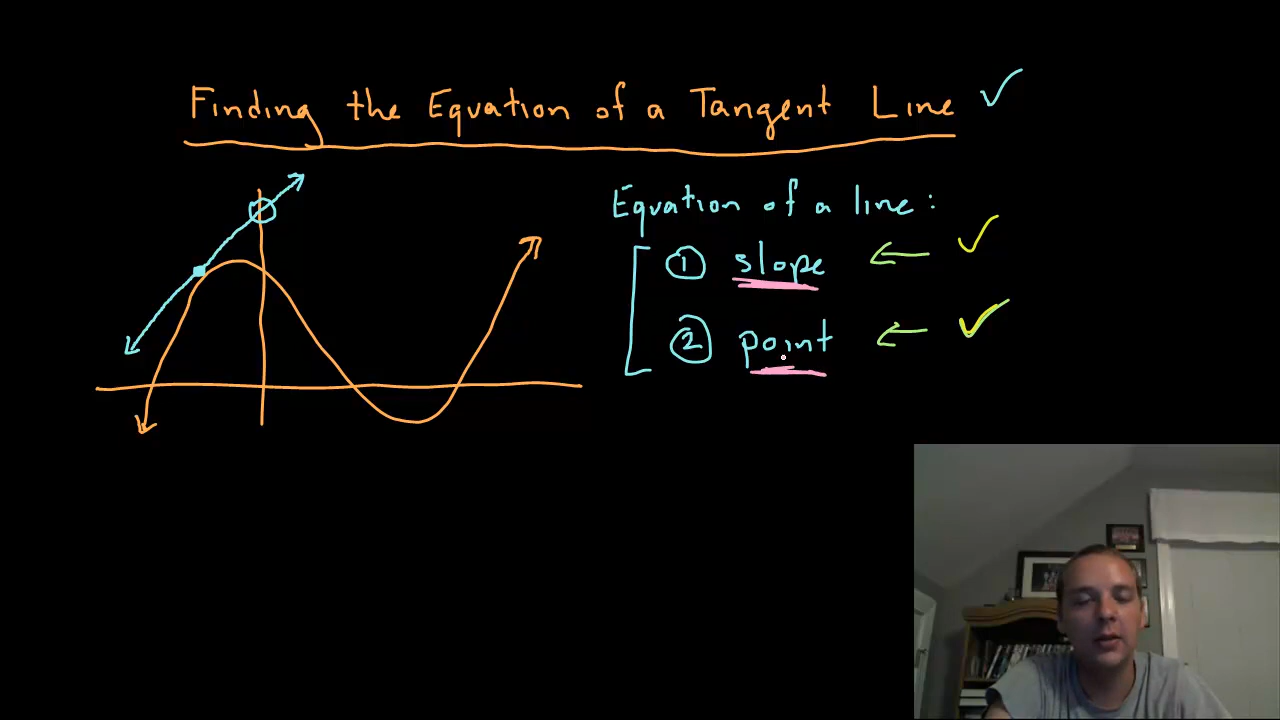 Finding the Equation of a Tangent Line
Equation of a line:
① slope
② point